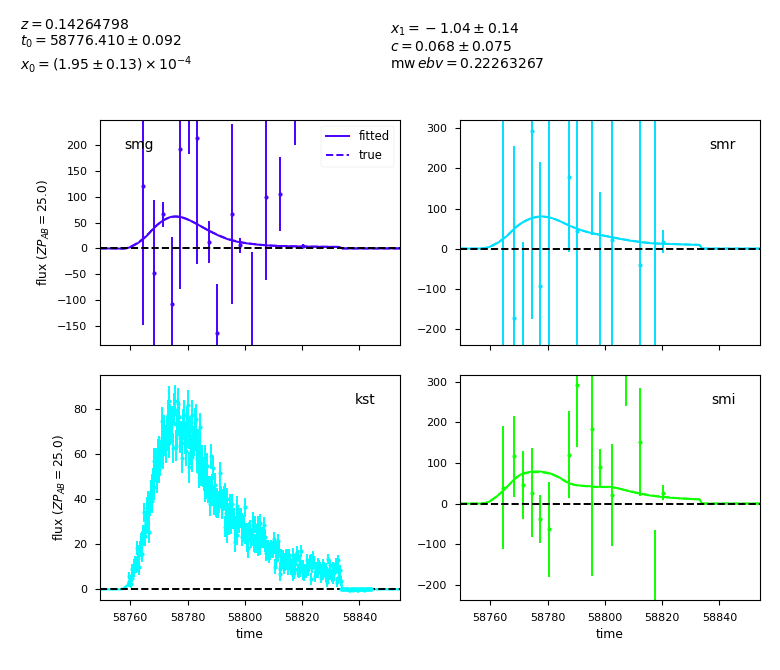 z = 0.14264798
t₀ = 58776.410 ± 0.092
x₀ = (1.95 ± 0.13) × 10⁻⁴
x₁ = −1.04 ± 0.14
c = 0.068 ± 0.075
mw ebv = 0.22263267
smg
fitted
true
200
150
100
50
0
−50
−100
−150
flux (ZP_AB = 25.0)
smr
300
200
100
0
−100
−200
kst
80
60
40
20
0
flux (ZP_AB = 25.0)
58760 58780 58800 58820 58840
time
smi
300
200
100
0
−100
−200
58760 58780 58800 58820 58840
time